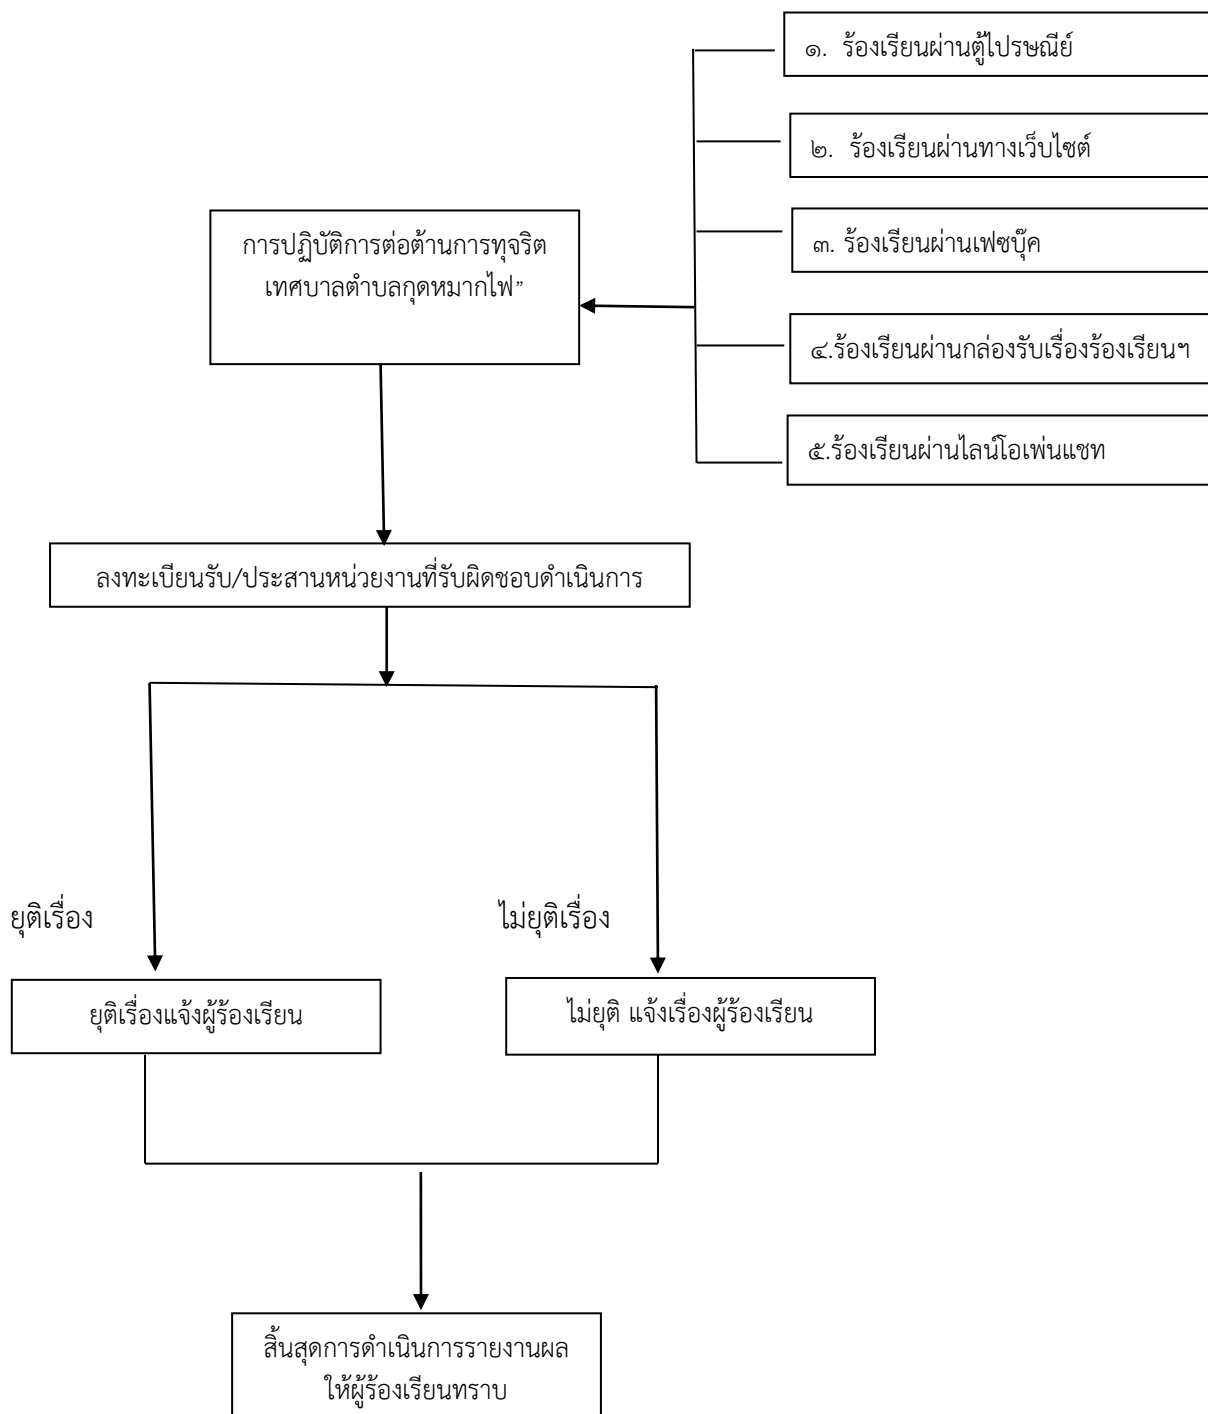 ๑. ร้องเรียนผ่านตู้ไปรษณีย์
๒. ร้องเรียนผ่านทางเว็บไซต์
๓. ร้องเรียนผ่านเฟซบุ๊ค
๔.ร้องเรียนผ่านกล่องรับเรื่องร้องเรียนฯ
๕.ร้องเรียนผ่านไลน์โอเพ่นแชท
การปฏิบัติการต่อต้านการทุจริต
เทศบาลตำบลกุดหมากไฟ”
ลงทะเบียนรับ/ประสานหน่วยงานที่รับผิดชอบดำเนินการ
ยุติเรื่อง
ไม่ยุติเรื่อง
ยุติเรื่องแจ้งผู้ร้องเรียน
ไม่ยุติ แจ้งเรื่องผู้ร้องเรียน
สิ้นสุดการดำเนินการรายงานผล
ให้ผู้ร้องเรียนทราบ